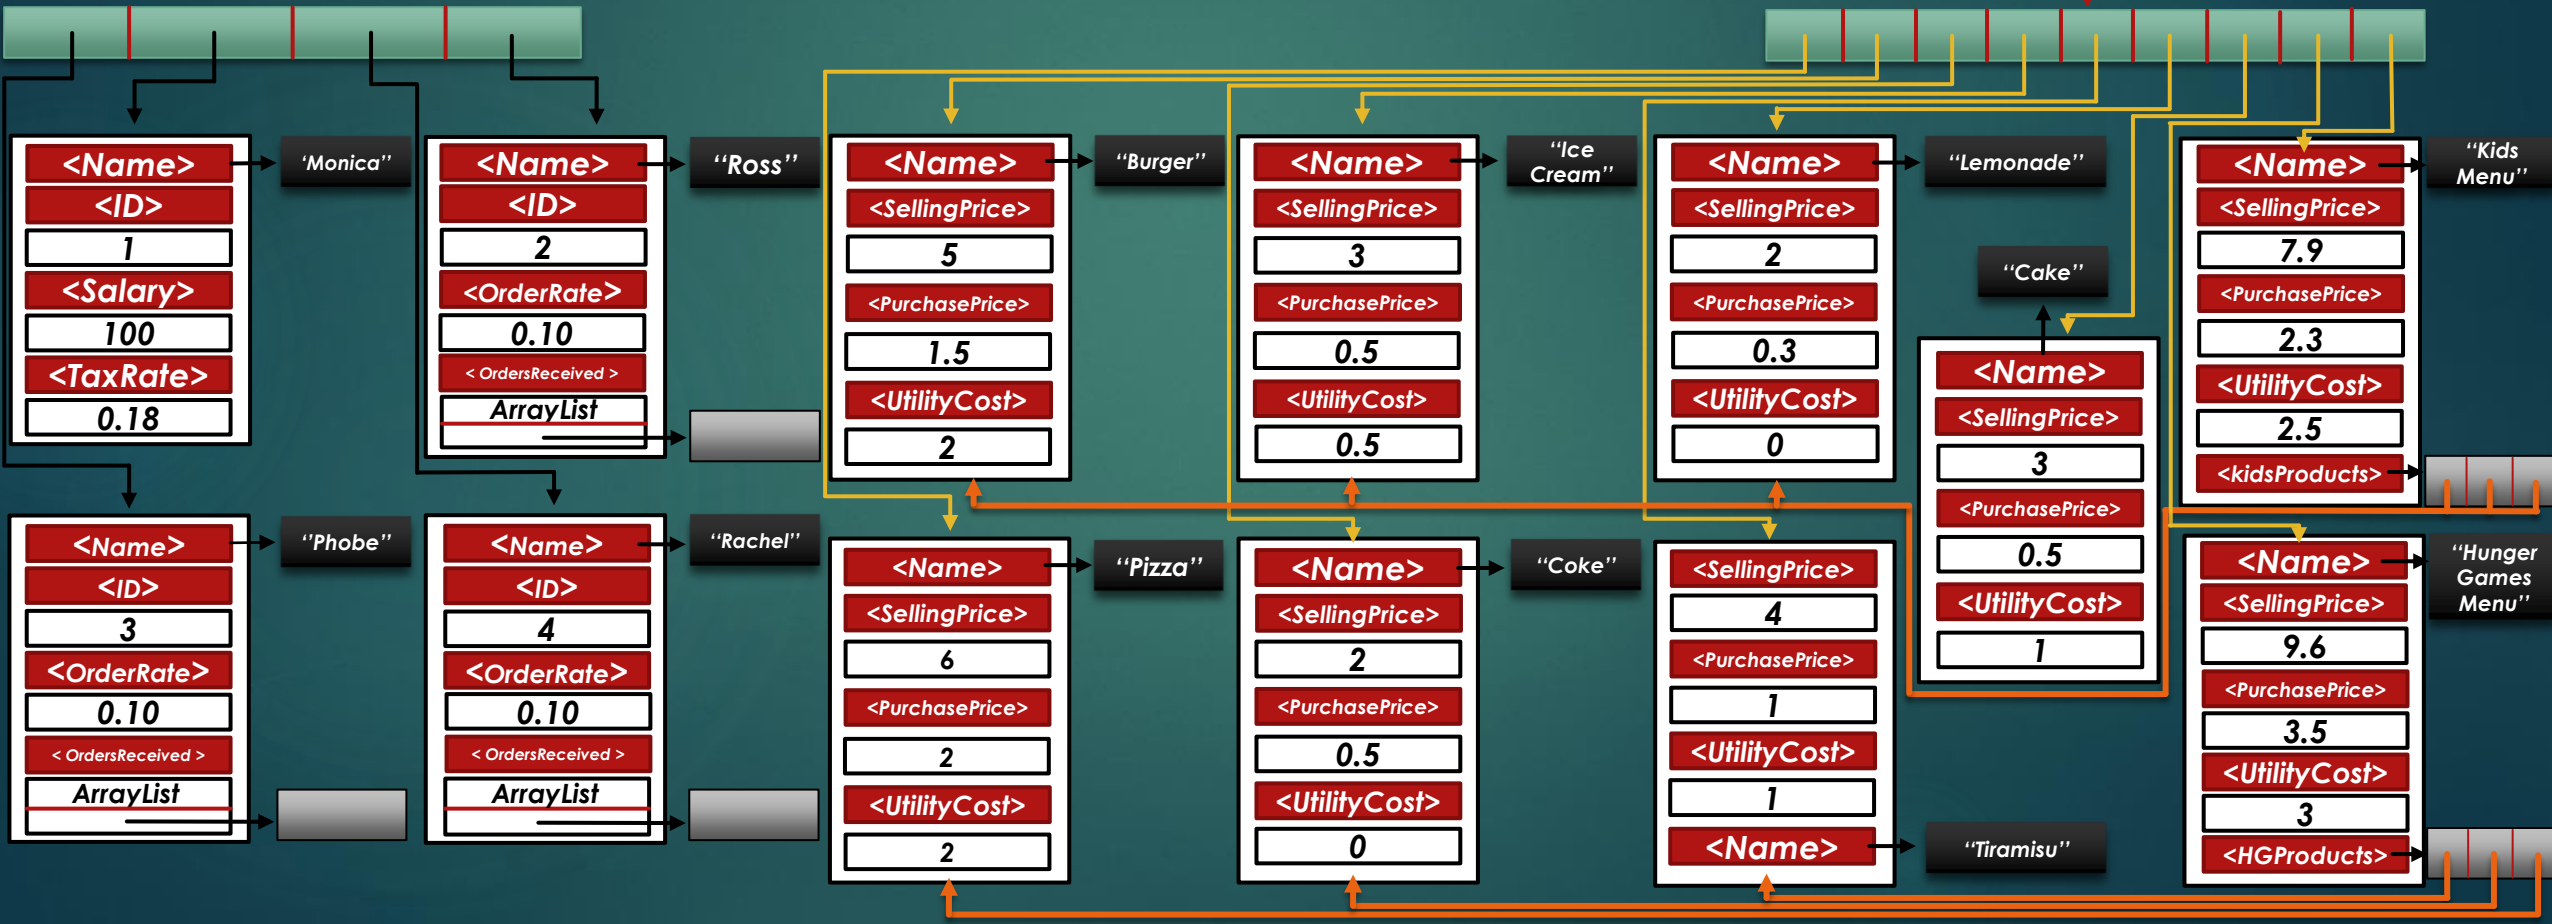 <Name>
<ID>
1
<Salary>
100
<TaxRate>
0.18
'Monica''
<Name>
<ID>
2
<OrderRate>
0.10
< OrdersReceived >
ArrayList
''Ross''
<Name>
<SellingPrice>
5
<PurchasePrice>
1.5
<UtilityCost>
2
''Burger''
<Name>
<SellingPrice>
3
<PurchasePrice>
0.5
<UtilityCost>
0.5
''Ice
Cream''
<Name>
<SellingPrice>
2
<PurchasePrice>
0.3
<UtilityCost>
0
''Lemonade''
''Cake''
<Name>
<SellingPrice>
3
<PurchasePrice>
0.5
<UtilityCost>
1
<Name>
<SellingPrice>
7.9
<PurchasePrice>
2.3
<UtilityCost>
2.5
<kidsProducts>
''Kids
Menu''
<Name>
<ID>
3
<OrderRate>
0.10
< OrdersReceived >
ArrayList
''Phobe''
<Name>
<ID>
4
<OrderRate>
0.10
< OrdersReceived >
ArrayList
''Rachel''
<Name>
<SellingPrice>
6
<PurchasePrice>
2
<UtilityCost>
2
''Pizza''
<Name>
<SellingPrice>
2
<PurchasePrice>
0.5
<UtilityCost>
0
''Coke''
<SellingPrice>
4
<PurchasePrice>
1
<UtilityCost>
1
<Name>
''Tiramisu''
<Name>
<SellingPrice>
9.6
<PurchasePrice>
3.5
<UtilityCost>
3
<HGProducts>
''Hunger
Games
Menu''